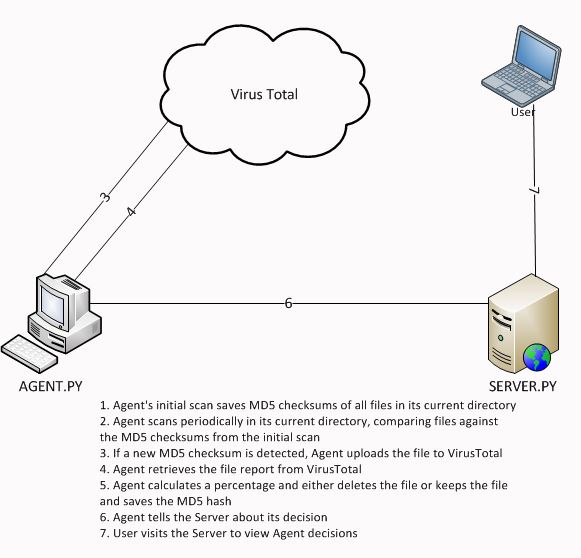 Virus Total
User
3
4
7
6
AGENT.PY
SERVER.PY
1. Agent's initial scan saves MD5 checksums of all files in its current directory
2. Agent scans periodically in its current directory, comparing files against
the MD5 checksums from the initial scan
3. If a new MD5 checksum is detected, Agent uploads the file to VirusTotal
4. Agent retrieves the file report from VirusTotal
5. Agent calculates a percentage and either deletes the file or keeps the file
and saves the MD5 hash
6. Agent tells the Server about its decision
7. User visits the Server to view Agent decisions